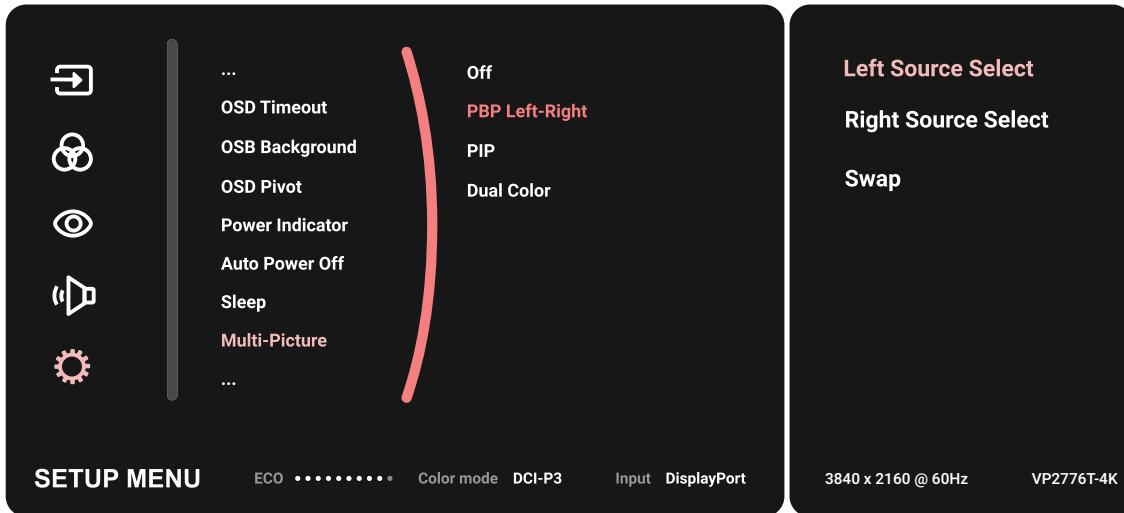 ...
OSD Timeout
OSB Background
OSD Pivot
Power Indicator
Auto Power Off
Sleep
Multi-Picture
...
Off
PBP Left-Right
PIP
Dual Color
Left Source Select
Right Source Select
Swap
SETUP MENU ECO Color mode DCI-P3 Input DisplayPort 3840 x 2160 @ 60Hz VP2776T-4K